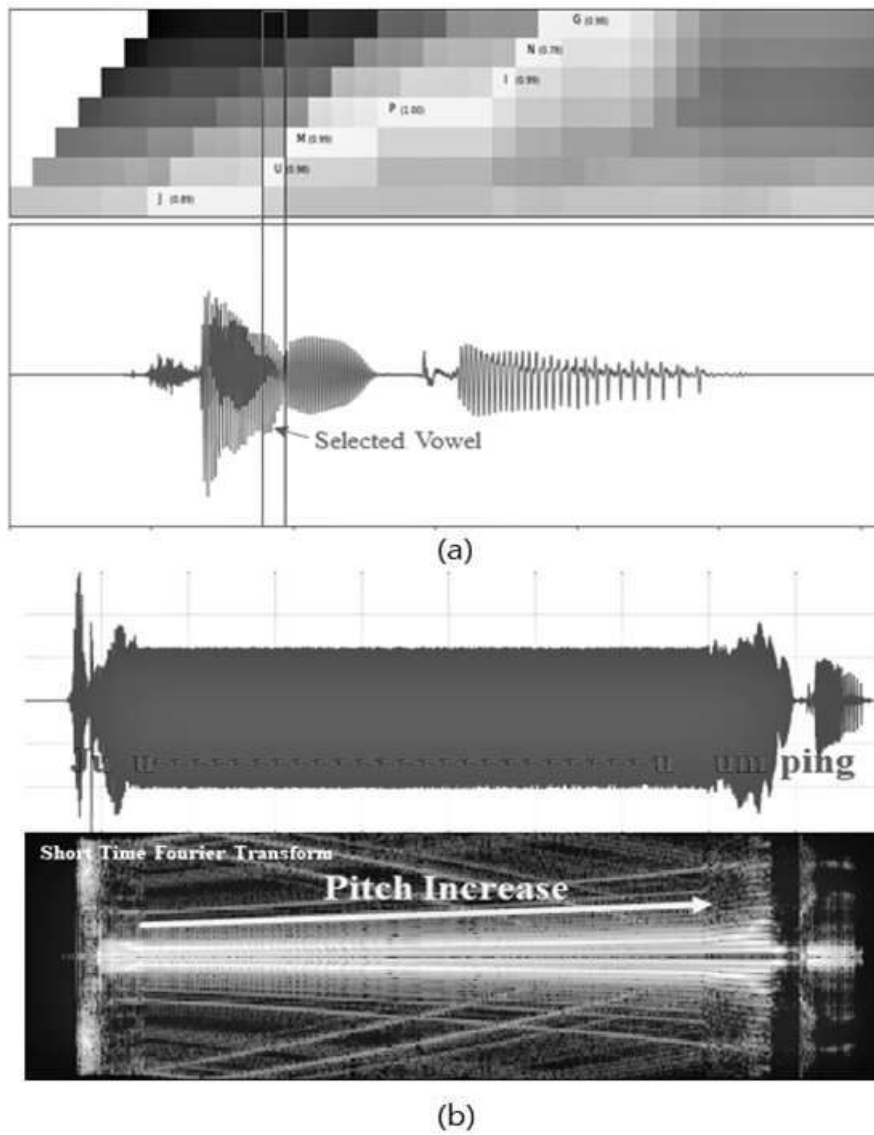 G (0.98)
N (0.78)
I (0.99)
P (1.00)
M (0.99)
U (0.98)
J (0.89)
Selected Vowel
(a)
um ping
Short Time Fourier Transform
Pitch Increase
(b)